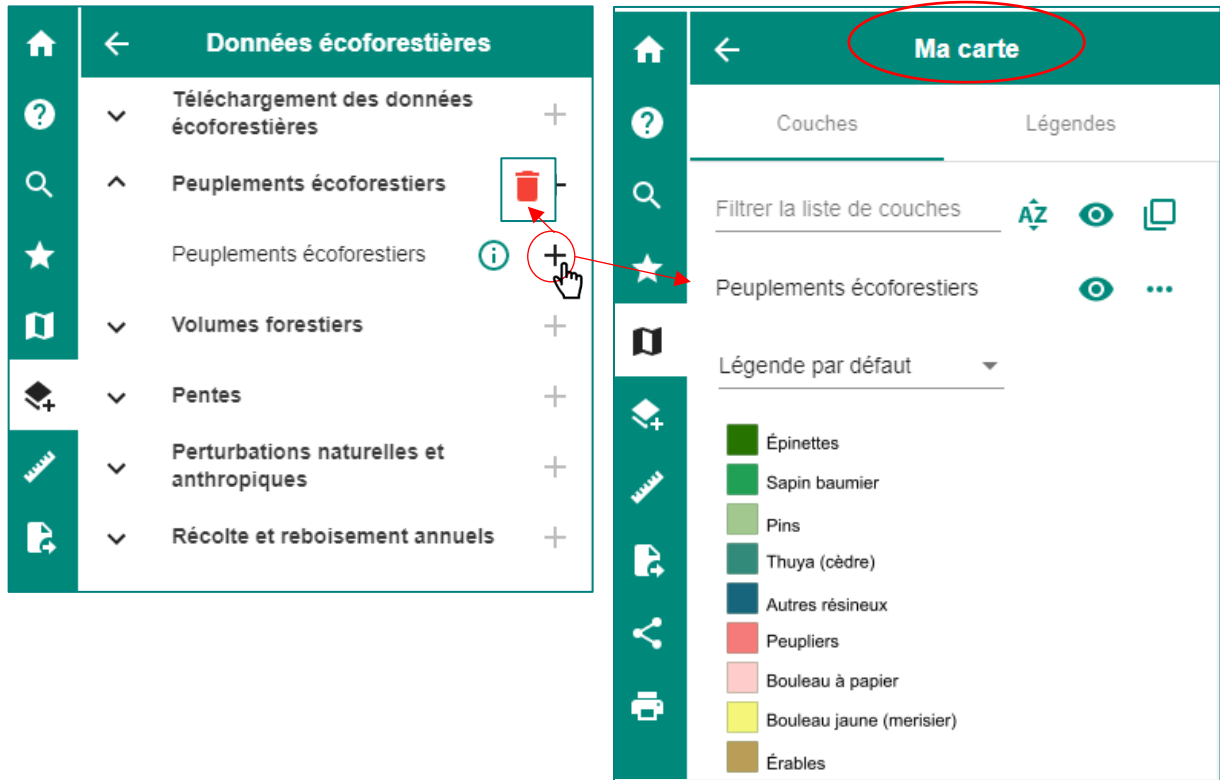 Données écoforestières
Téléchargement des données
écoforestières
Peuplements écoforestiers
Peuplements écoforestiers
Volumes forestiers
Pentes
Perturbations naturelles et
anthropiques
Récolte et reboisement annuels
Ma carte
Couches Légendes
Filtrer la liste de couches AZ
Peuplements écoforestiers
Légende par défaut
Épinettes
Sapin baumier
Pins
Thuya (cèdre)
Autres résineux
Peupliers
Bouleau à papier
Bouleau jaune (merisier)
Érables